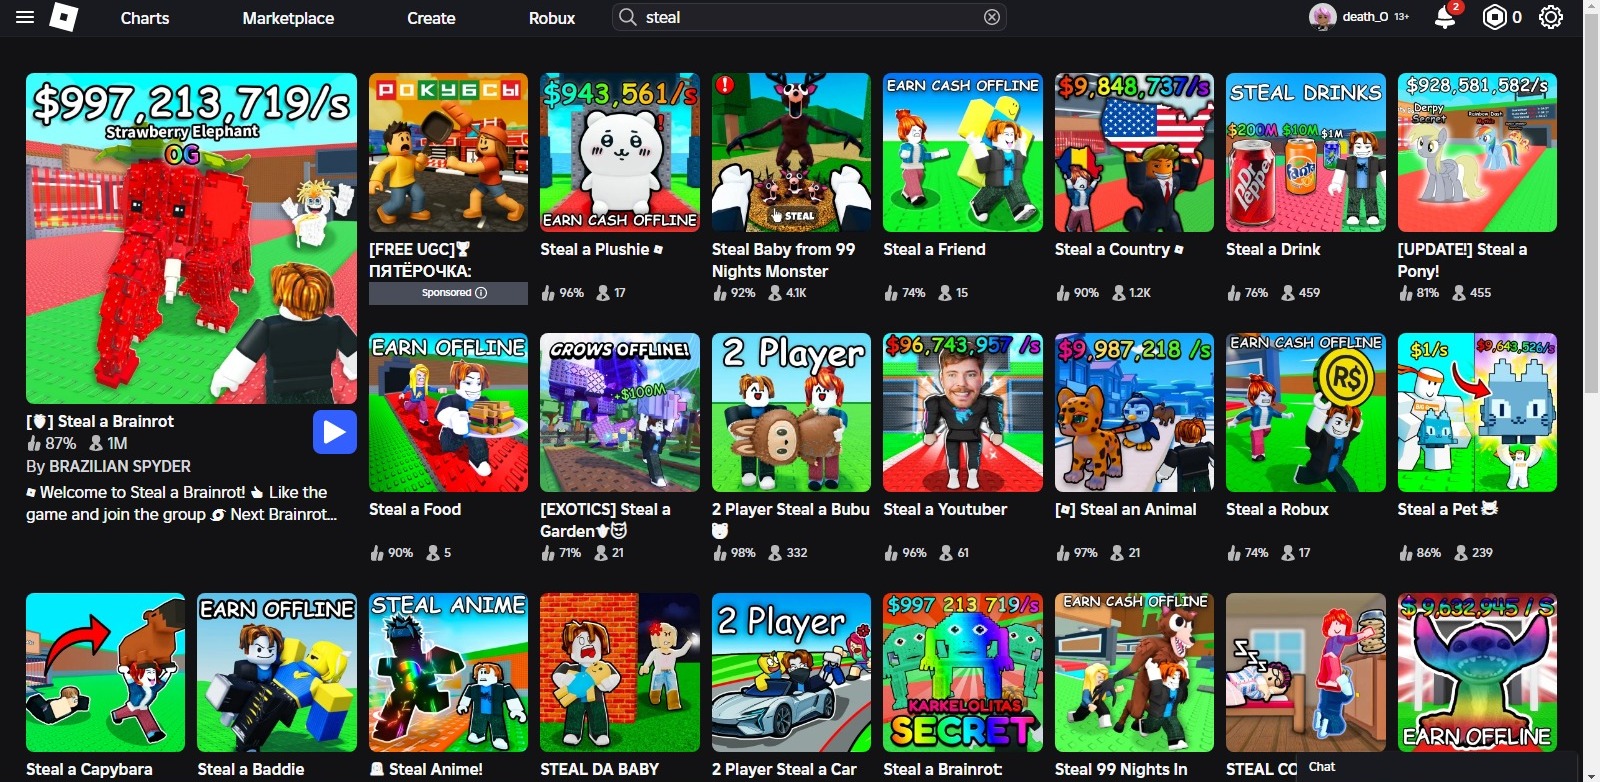 Charts
Marketplace
Create
Robux
steal
death_O 13+
2
0
$997,213,719/s
Strawberry Elephant
OG
[ ] Steal a Brainrot
87% 1M
By BRAZILIAN SPYDER
Welcome to Steal a Brainrot! Like the
game and join the group Next Brainrot...
РОКУБСЫ
[FREE UGC]🏆
ПЯТЁРОЧКА:
Sponsored
$943,561/s
EARN CASH OFFLINE
Steal a Plushie
96% 17
STEAL
Steal Baby from 99
Nights Monster
92% 4.1K
EARN CASH OFFLINE
Steal a Friend
74% 15
$9,848,737/s
Steal a Country
90% 1.2K
STEAL DRINKS
$200M $10M $1M
Dr Pepper
Fanta
Steal a Drink
76% 459
$928,581,582/s
Derpy
Secret
Rainbow Dash
[UPDATE!] Steal a
Pony!
81% 455
EARN OFFLINE
Steal a Food
90% 5
GROWS OFFLINE!
+$100M
[EXOTICS] Steal a
Garden
71% 21
2 Player
2 Player Steal a Bubu
98% 332
$96,743,957 /s
Steal a Youtuber
96% 61
$9,987,218 /s
[ ] Steal an Animal
97% 21
EARN CASH OFFLINE
R$
Steal a Robux
74% 17
$1/s
$9,643,526/s
Steal a Pet
86% 239
Steal a Capybara
EARN OFFLINE
Steal a Baddie
STEAL ANIME
Steal Anime!
STEAL DA BABY
2 Player
2 Player Steal a Car
$997 213 719/s
KARKELOLITAS
SECRET
Steal a Brainrot:
EARN CASH OFFLINE
Steal 99 Nights In
ZZZ
STEAL CO
$ 9,632,945 / S
EARN OFFLINE
Chat